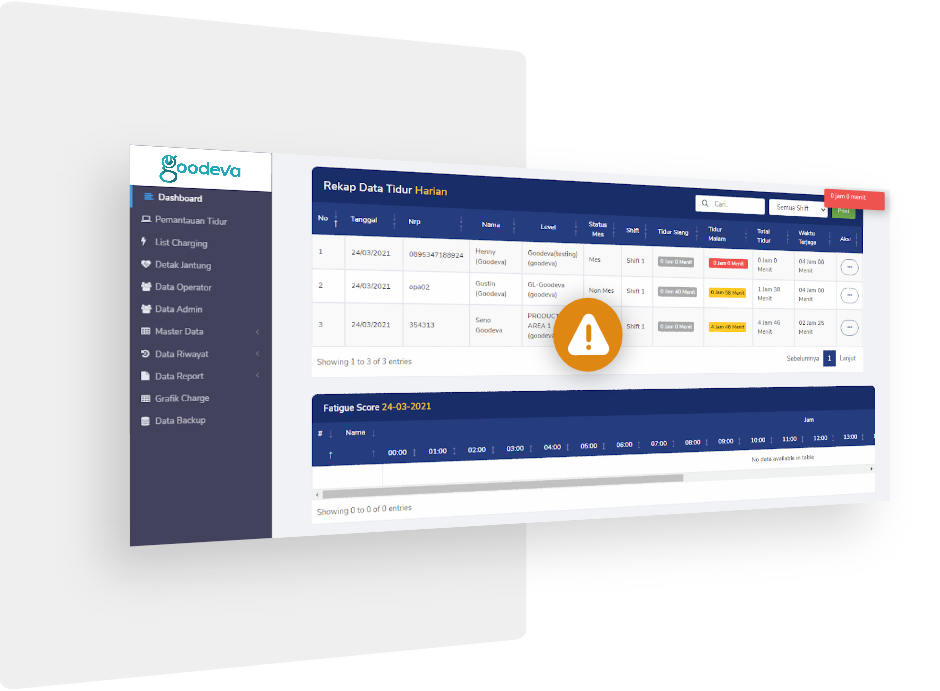 goodeva
Dashboard
Pemantauan Tidur
List Charging
Detak Jantung
Data Operator
Data Admin
Master Data
Data Riwayat
Data Report
Grafik Charge
Data Backup
Rekap Data Tidur Harian
Cari..
Semua Shift
0 jam 0 menit.
Print
No Tanggal Nrp Nama Level Status Mes Shift Tidur Siang Tidur Malam Total Tidur Waktu Terjaga Aksi
1 24/03/2021 0895347188924 Henny (Goodeva) Goodeva(testing) (goodeva) Mes Shift 1 0 Jam 0 Menit 0 Jam 0 Menit 0 Jam 0 Menit 04 Jam 00 Menit
2 24/03/2021 opa02 Gustin (Goodeva) GL-Goodeva (goodeva) Non Mes Shift 1 0 Jam 40 Menit 0 Jam 58 Menit 1 Jam 38 Menit 04 Jam 00 Menit
3 24/03/2021 354313 Seno Goodeva AREA 1 Shift 1 0 Jam 0 Menit 4 Jam 46 Menit 4 Jam 46 Menit 02 Jam 25 Menit
Showing 1 to 3 of 3 entries
Sebelumnya 1 Lanjut
Fatigue Score 24-03-2021
# Nama Jam
00:00 01:00 02:00 03:00 04:00 05:00 06:00 07:00 08:00 09:00 10:00 11:00 12:00 13:00
No data available in table
Showing 0 to 0 of 0 entries